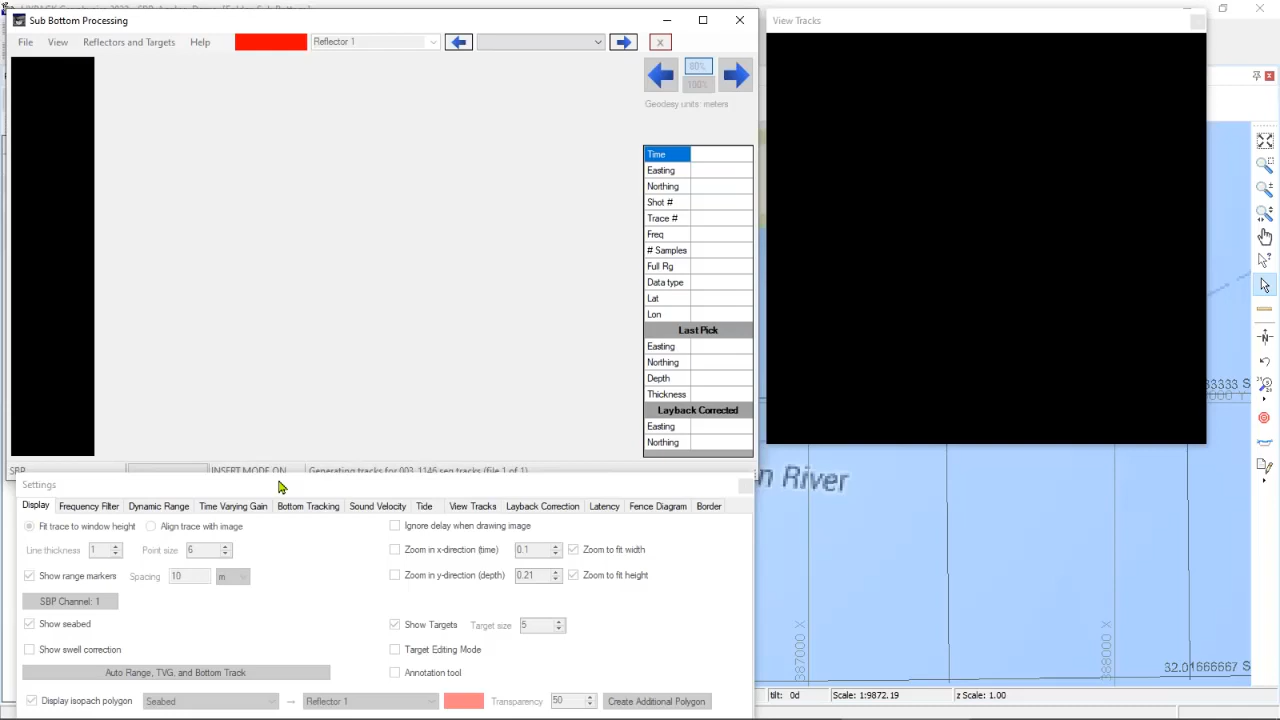 Sub Bottom Processing
View Tracks
File View Reflectors and Targets Help Reflector 1 X
80%
100%
Geodesy units: meters
Time
Easting
Northing
Shot #
Trace #
Freq
# Samples
Full Rg
Data type
Lat
Lon
Last Pick
Easting
Northing
Depth
Thickness
Layback Corrected
Easting
Northing
SBP INSERT MODE ON Generating tracks for 003_1146.seg tracks (file 1 of 1)
Settings
Display Frequency Filter Dynamic Range Time Varying Gain Bottom Tracking Sound Velocity Tide View Tracks Layback Correction Latency Fence Diagram Border
Fit trace to window height Align trace with image Ignore delay when drawing image
Line thickness 1 Point size 6 Zoom in x-direction (time) 0.1 Zoom to fit width
Show range markers Spacing 10 m Zoom in y-direction (depth) 0.21 Zoom to fit height
SBP Channel: 1
Show seabed Show Targets Target size 5
Show swell correction Target Editing Mode
Auto Range, TVG, and Bottom Track Annotation tool
Display isopach polygon Seabed → Reflector 1 Transparency 50 Create Additional Polygon
n River
33333 S
000 Y
387000 X
388000 X
32.01666667 S
tilt: 0d Scale: 1:9872.19 z Scale: 1.00